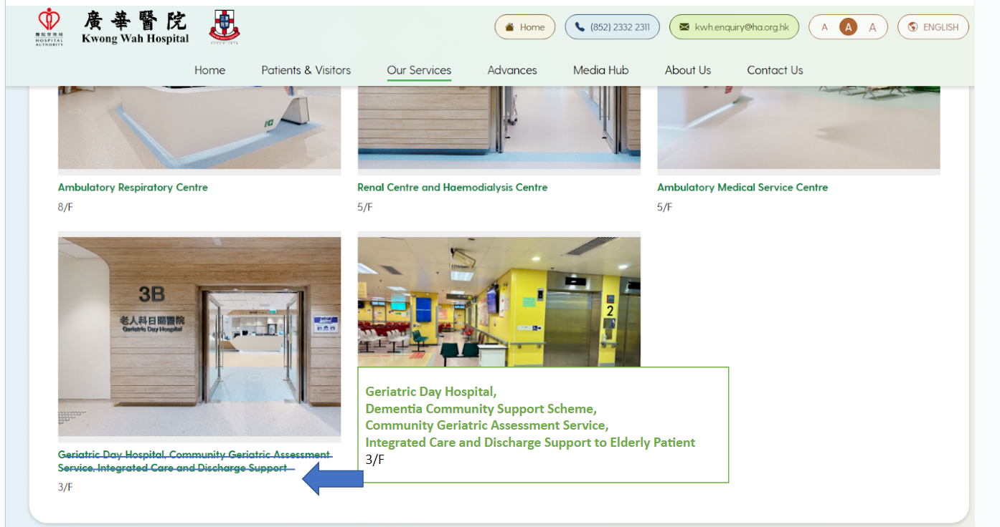 廣華醫院
Kwong Wah Hospital
醫院管理局
HOSPITAL
AUTHORITY
Home
(852) 2332 2311
kwh.enquiry@ha.org.hk
A A A
ENGLISH
Home Patients & Visitors Our Services Advances Media Hub About Us Contact Us
Ambulatory Respiratory Centre
8/F
Renal Centre and Haemodialysis Centre
5/F
Ambulatory Medical Service Centre
5/F
3B
老人科日間醫院
Geriatric Day Hospital
2
Geriatric Day Hospital, Community Geriatric Assessment
Service, Integrated Care and Discharge Support
3/F
Geriatric Day Hospital,
Dementia Community Support Scheme,
Community Geriatric Assessment Service,
Integrated Care and Discharge Support to Elderly Patient
3/F